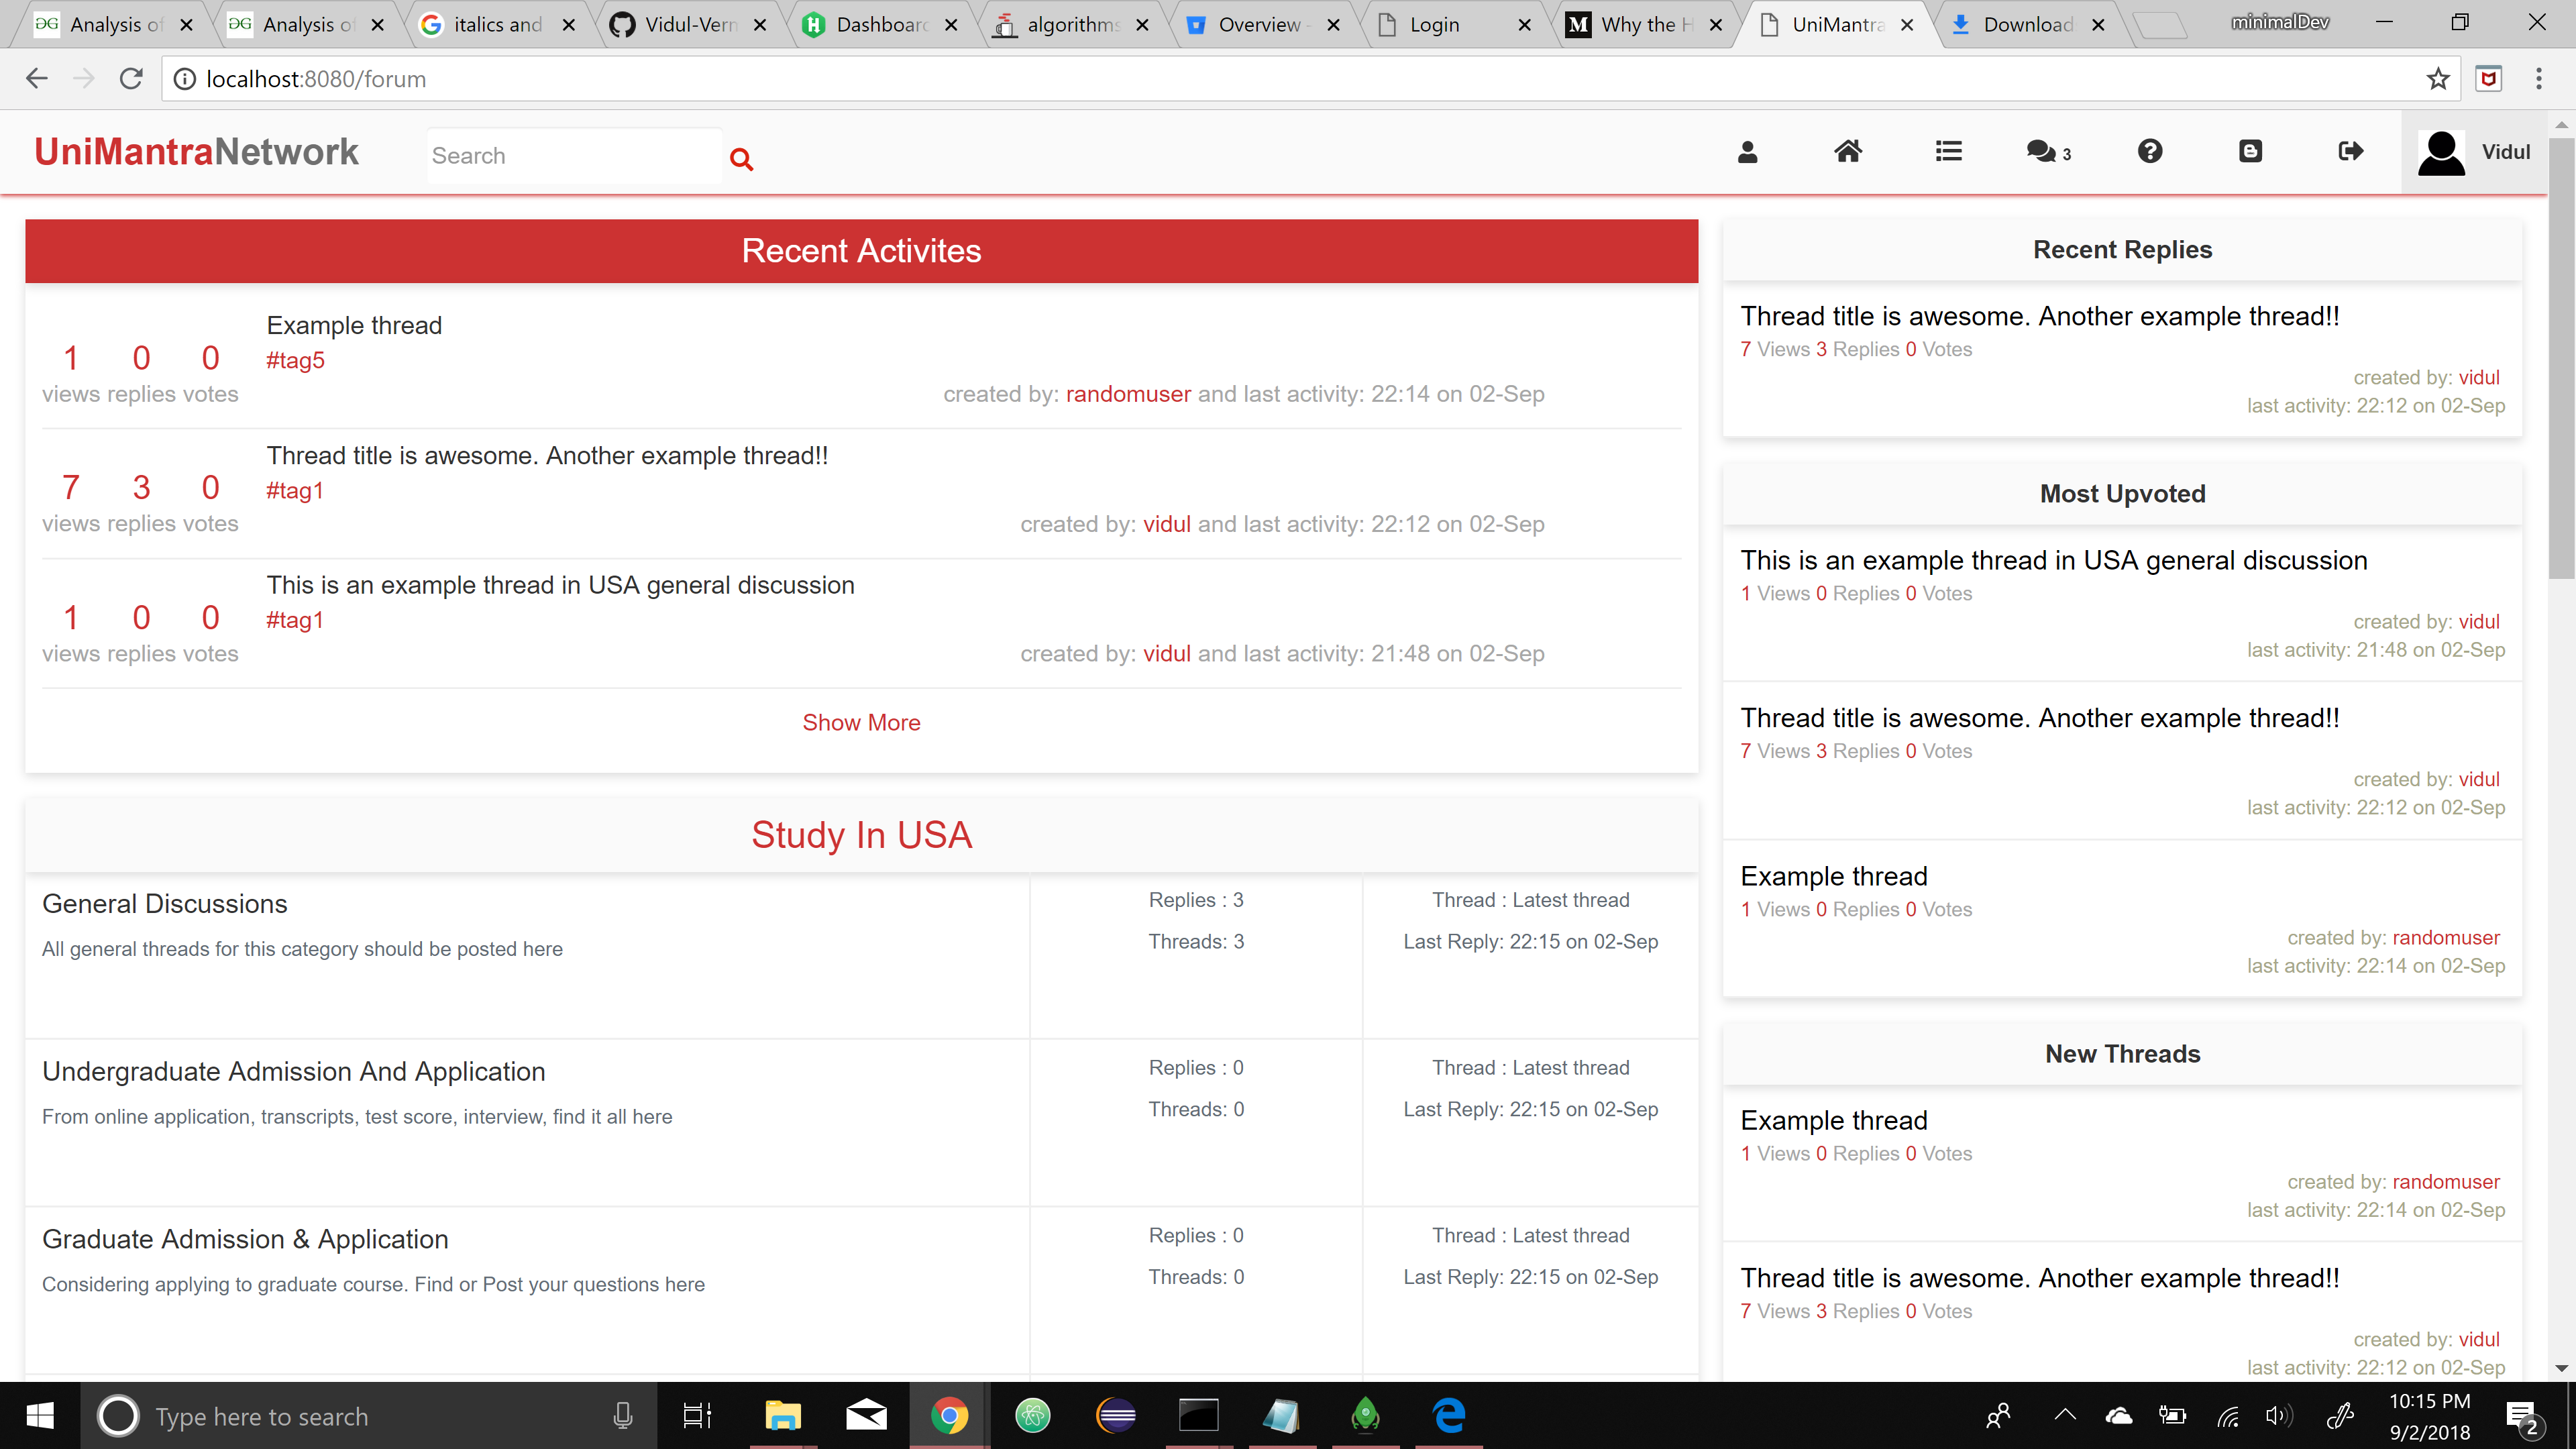 Analysis of
Analysis of
italics and
Vidul-Verr
Dashboard
algorithms
Overview -
Login
Why the H
UniMantra
Download
minimalDev
localhost:8080/forum
UniMantraNetwork
Search
3
Vidul
Recent Activites
Example thread
#tag5
1 0 0
views replies votes
created by: randomuser and last activity: 22:14 on 02-Sep
Thread title is awesome. Another example thread!!
#tag1
7 3 0
views replies votes
created by: vidul and last activity: 22:12 on 02-Sep
This is an example thread in USA general discussion
#tag1
1 0 0
views replies votes
created by: vidul and last activity: 21:48 on 02-Sep
Show More
Study In USA
General Discussions
All general threads for this category should be posted here
Replies : 3
Threads: 3
Thread : Latest thread
Last Reply: 22:15 on 02-Sep
Undergraduate Admission And Application
From online application, transcripts, test score, interview, find it all here
Replies : 0
Threads: 0
Thread : Latest thread
Last Reply: 22:15 on 02-Sep
Graduate Admission & Application
Considering applying to graduate course. Find or Post your questions here
Replies : 0
Threads: 0
Thread : Latest thread
Last Reply: 22:15 on 02-Sep
Recent Replies
Thread title is awesome. Another example thread!!
7 Views 3 Replies 0 Votes
created by: vidul
last activity: 22:12 on 02-Sep
Most Upvoted
This is an example thread in USA general discussion
1 Views 0 Replies 0 Votes
created by: vidul
last activity: 21:48 on 02-Sep
Thread title is awesome. Another example thread!!
7 Views 3 Replies 0 Votes
created by: vidul
last activity: 22:12 on 02-Sep
Example thread
1 Views 0 Replies 0 Votes
created by: randomuser
last activity: 22:14 on 02-Sep
New Threads
Example thread
1 Views 0 Replies 0 Votes
created by: randomuser
last activity: 22:14 on 02-Sep
Thread title is awesome. Another example thread!!
7 Views 3 Replies 0 Votes
created by: vidul
last activity: 22:12 on 02-Sep
Type here to search
10:15 PM
9/2/2018
2